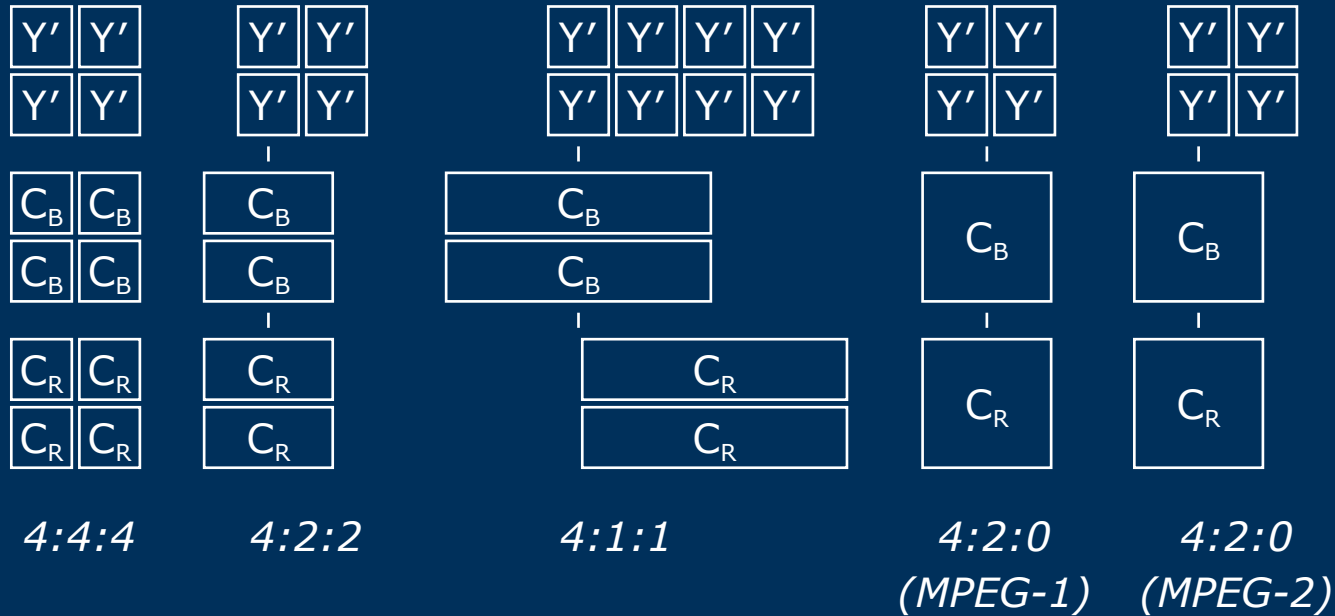 Y′ Y′ Y′ Y′ Y′ Y′ Y′ Y′ Y′ Y′ Y′ Y′
Y′ Y′ Y′ Y′ Y′ Y′ Y′ Y′ Y′ Y′ Y′ Y′
CB CB CB CB
CB CB CB CB CB CB
CR CR CR CR
CR CR CR CR CR CR
4:4:4 4:2:2 4:1:1 4:2:0 4:2:0
(MPEG-1) (MPEG-2)